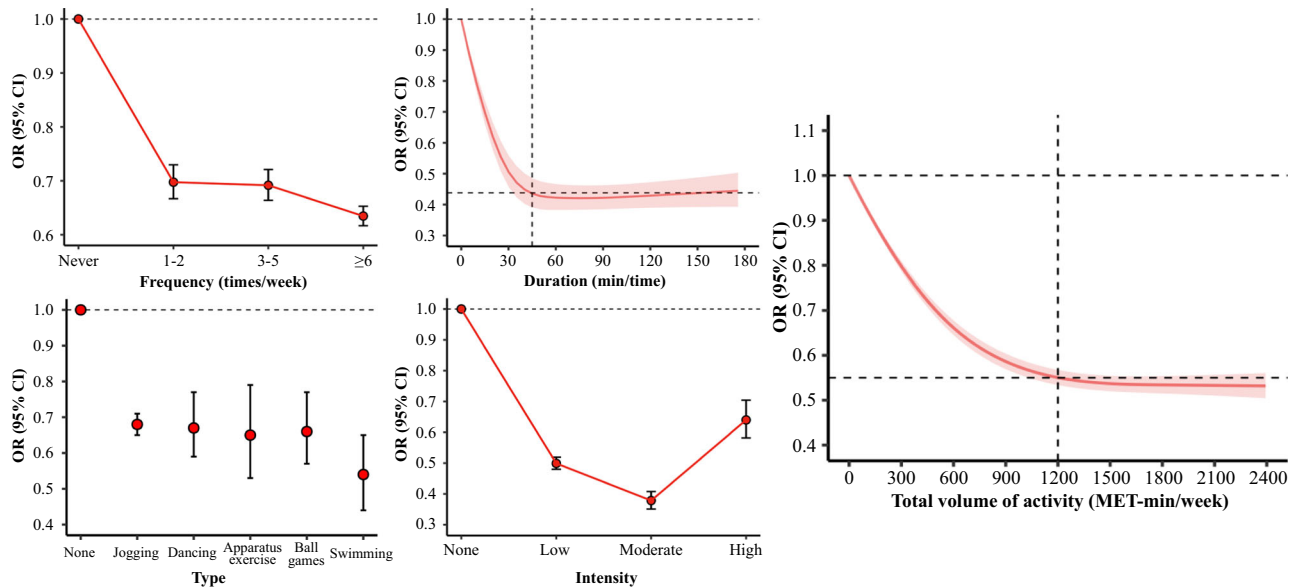 OR (95% CI)
1.0
0.9
0.8
0.7
0.6
Never
1-2
3-5
≥6
Frequency (times/week)
OR (95% CI)
1.0
0.9
0.8
0.7
0.6
0.5
0.4
0.3
0
30
60
90
120
150
180
Duration (min/time)
OR (95% CI)
1.0
0.9
0.8
0.7
0.6
0.5
0.4
None
Jogging
Dancing
Apparatus
exercise
Ball
games
Swimming
Type
OR (95% CI)
1.0
0.9
0.8
0.7
0.6
0.5
0.4
0.3
None
Low
Moderate
High
Intensity
OR (95% CI)
1.1
1.0
0.9
0.8
0.7
0.6
0.5
0.4
0
300
600
900
1200
1500
1800
2100
2400
Total volume of activity (MET-min/week)